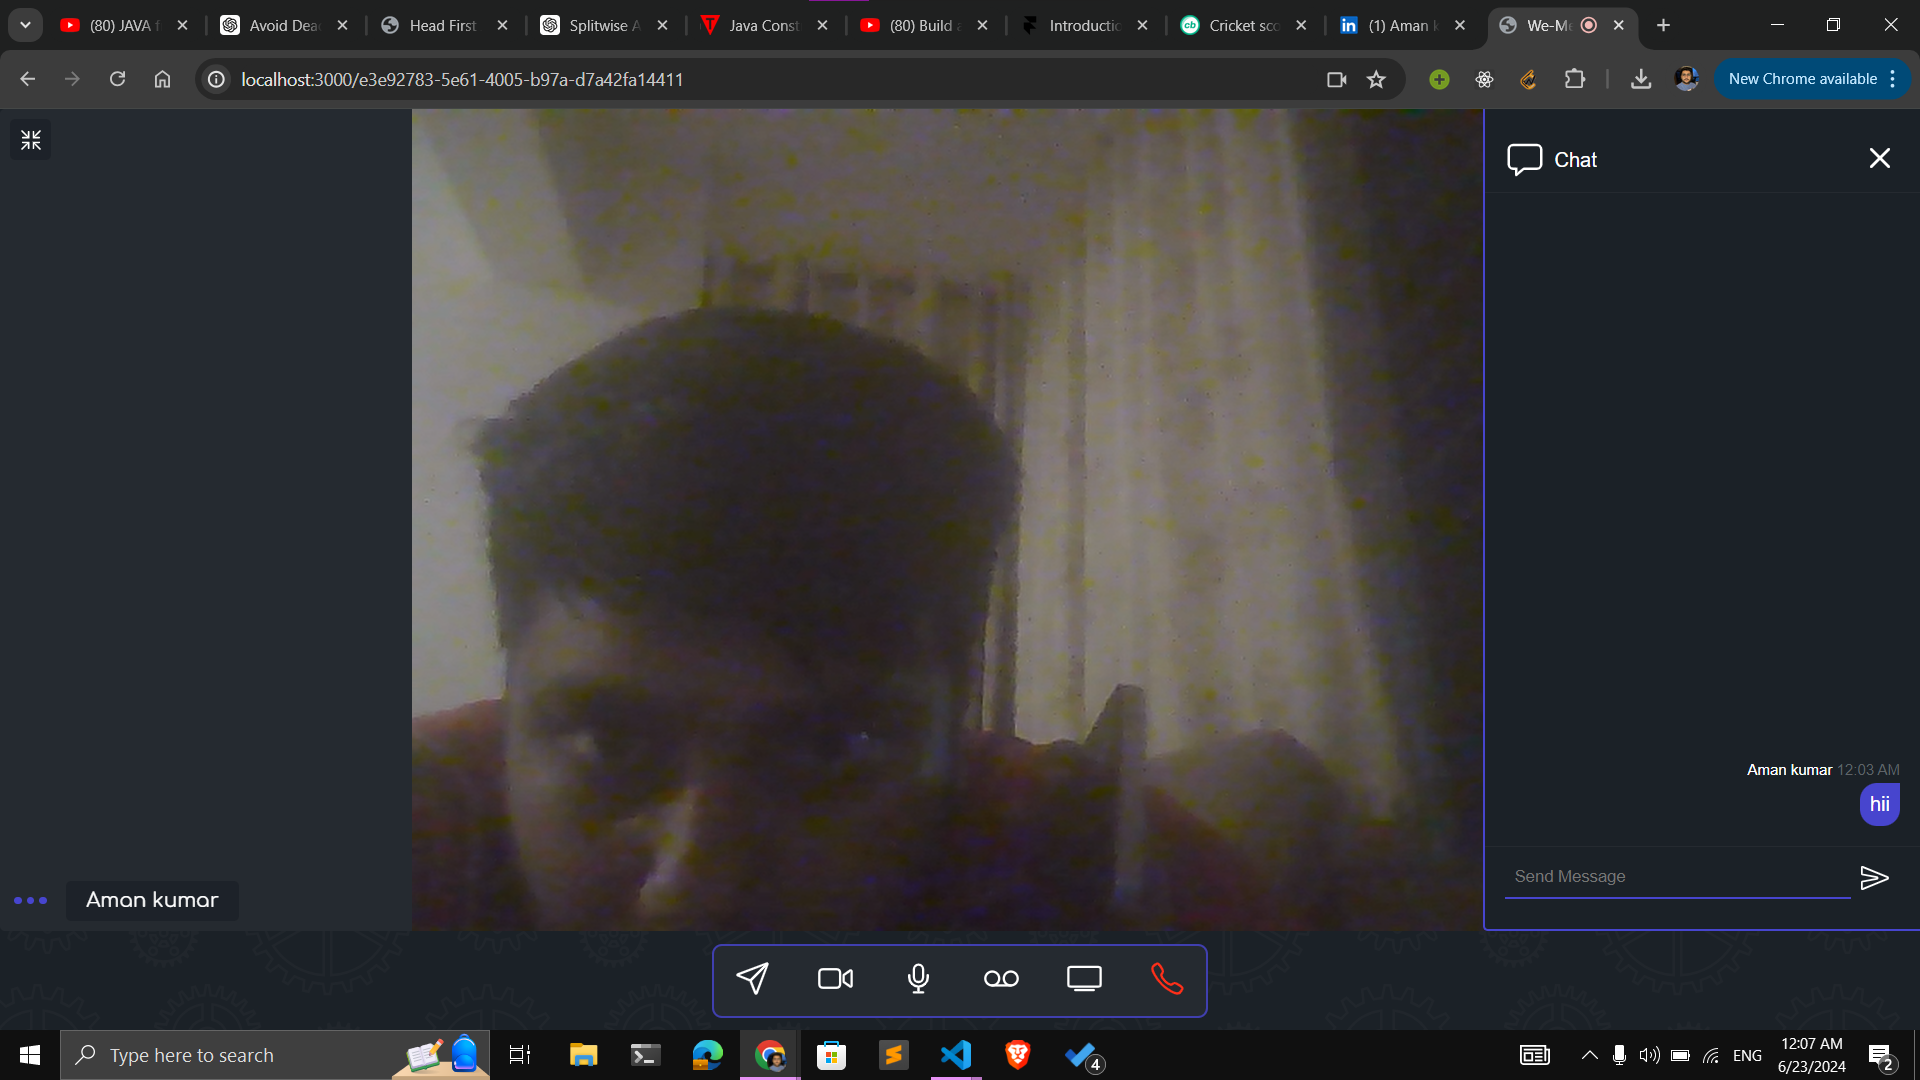 (80) JAVA f
Avoid Dea
Head First
Splitwise A
Java Const
(80) Build a
Introductio
Cricket sco
(1) Aman k
We-Me
localhost:3000/e3e92783-5e61-4005-b97a-d7a42fa14411
New Chrome available
Chat
Aman kumar 12:03 AM
hii
Send Message
Aman kumar
Type here to search
4
ENG
12:07 AM
6/23/2024
2